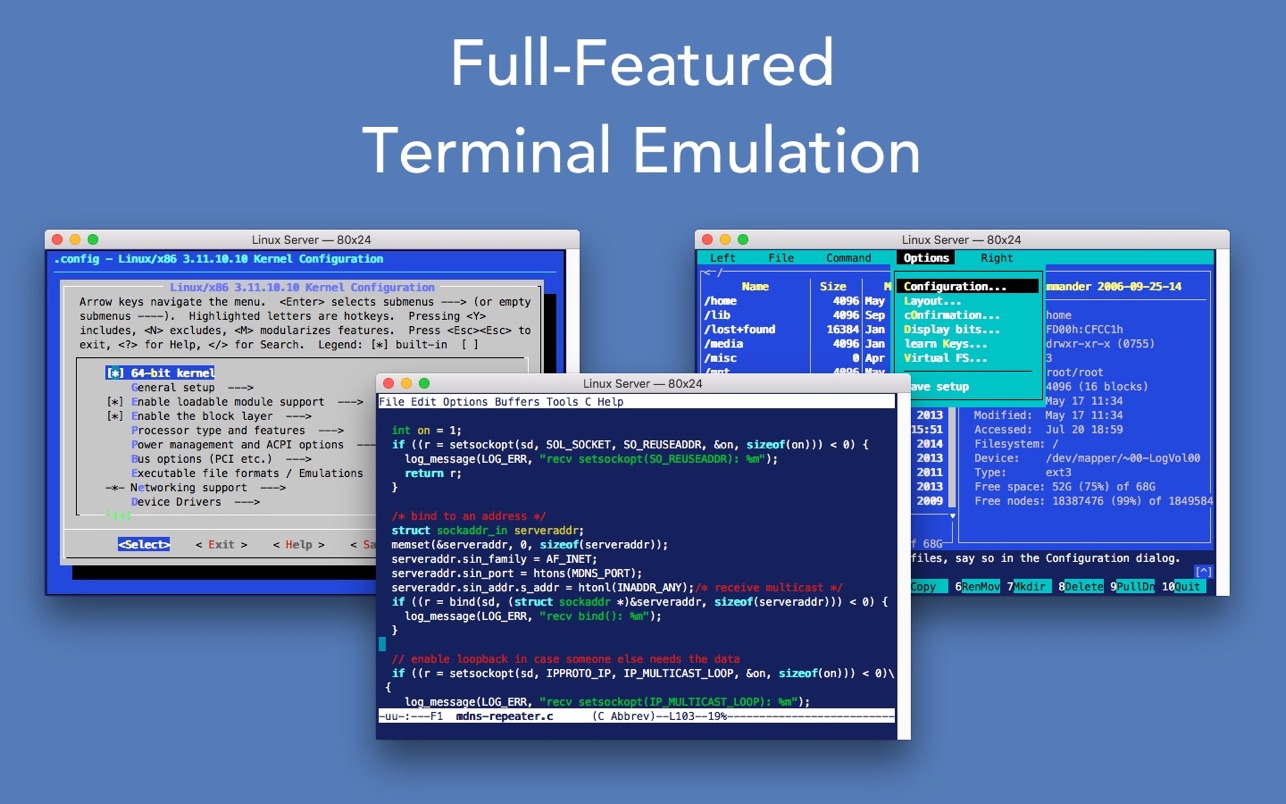 Full-Featured
Terminal Emulation
Linux Server — 80x24
.config - Linux/x86 3.11.10.10 Kernel Configuration
Linux/x86 3.11.10.10 Kernel Configuration
Arrow keys navigate the menu.  <Enter> selects submenus ---> (or empty
submenus ----).  Highlighted letters are hotkeys.  Pressing <Y>
includes, <N> excludes, <M> modularizes features.  Press <Esc><Esc> to
exit, <?> for Help, </> for Search.  Legend: [*] built-in  [ ]
[*] 64-bit kernel
General setup  --->
[*] Enable loadable module support  --->
[*] Enable the block layer  --->
Processor type and features  --->
Power management and ACPI options  --->
Bus options (PCI etc.)  --->
Executable file formats / Emulations
-*- Networking support  --->
Device Drivers  --->
(+)
<Select>    < Exit >    < Help >    < Sa
Linux Server — 80x24
Left     File     Command     Options     Right
<-/
Name     Size     M
/home     4096 May
/lib     4096 Sep
/lost+found     16384 Jan
/media     4096 Jan
/misc     0 Apr
4096 May
Configuration...
Layout...
cOnfirmation...
Display bits...
learn Keys...
Virtual FS...
ave setup
mmander 2006-09-25-14
home
FD00h:CFCC1h
drwxr-xr-x (0755)
3
root/root
4096 (16 blocks)
May 17 11:34
2013     Modified:  May 17 11:34
15:51     Accessed:  Jul 20 18:59
2014     Filesystem: /
2013     Device:    /dev/mapper/~00-LogVol00
2011     Type:      ext3
2013     Free space: 52G (75%) of 68G
2009     Free nodes: 18387476 (99%) of 1849584
f 68G
files, say so in the Configuration dialog.
[^]
Copy  6RenMov  7Mkdir  8Delete  9PullDn  10Quit
Linux Server — 80x24
File Edit Options Buffers Tools C Help
int on = 1;
if ((r = setsockopt(sd, SOL_SOCKET, SO_REUSEADDR, &on, sizeof(on))) < 0) {
log_message(LOG_ERR, "recv setsockopt(SO_REUSEADDR): %m");
return r;
}
/* bind to an address */
struct sockaddr_in serveraddr;
memset(&serveraddr, 0, sizeof(serveraddr));
serveraddr.sin_family = AF_INET;
serveraddr.sin_port = htons(MDNS_PORT);
serveraddr.sin_addr.s_addr = htonl(INADDR_ANY);/* receive multicast */
if ((r = bind(sd, (struct sockaddr *)&serveraddr, sizeof(serveraddr))) < 0) {
log_message(LOG_ERR, "recv bind(): %m");
}
// enable loopback in case someone else needs the data
if ((r = setsockopt(sd, IPPROTO_IP, IP_MULTICAST_LOOP, &on, sizeof(on))) < 0)\
{
log_message(LOG_ERR, "recv setsockopt(IP_MULTICAST_LOOP): %m");
-uu-:---F1  mdns-repeater.c      (C Abbrev)--L103--19%--------------------------